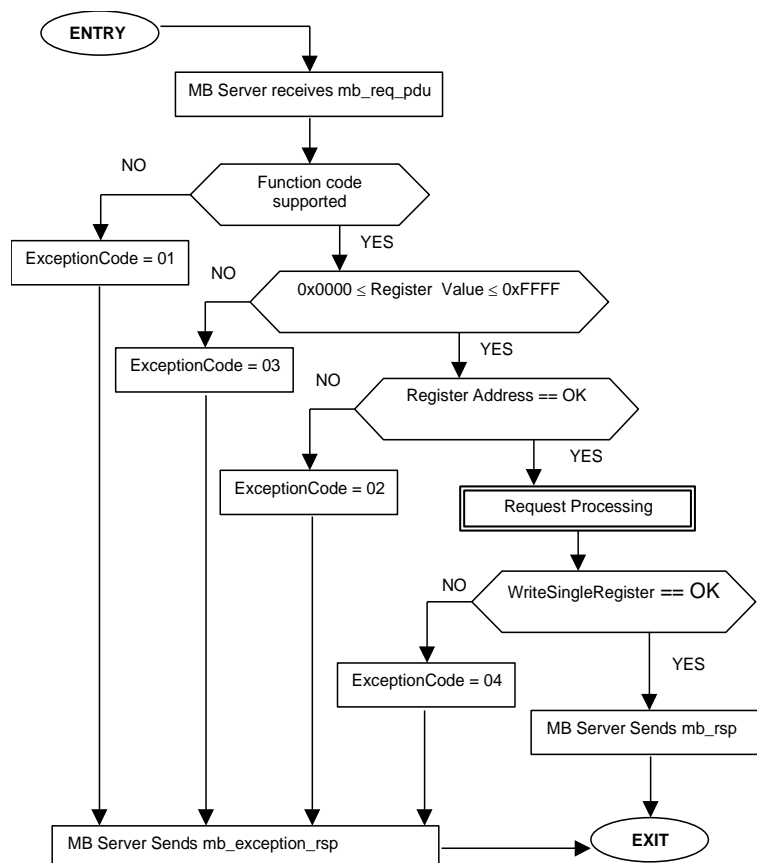 ENTRY
MB Server receives mb_req_pdu
NO
Function code
supported
YES
ExceptionCode = 01
NO
0x0000 ≤ Register Value ≤ 0xFFFF
YES
ExceptionCode = 03
NO
Register Address == OK
YES
ExceptionCode = 02
Request Processing
NO
WriteSingleRegister == OK
YES
ExceptionCode = 04
MB Server Sends mb_rsp
MB Server Sends mb_exception_rsp
EXIT